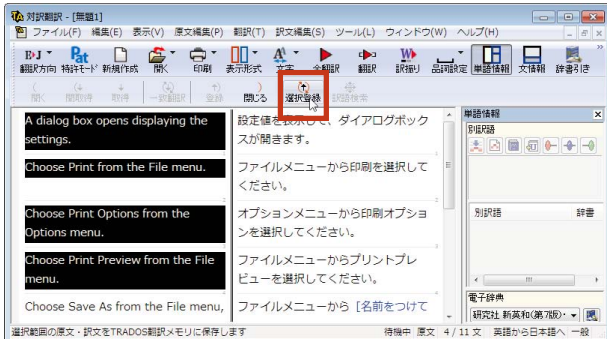 対訳翻訳 - [無題1]
ファイル(F) 編集(E) 表示(V) 原文編集(P) 翻訳(T) 訳文編集(S) ツール(L) ウィンドウ(W) ヘルプ(H)
E›J Pat
翻訳方向 特許モード 新規作成 開く 印刷 表示形式 文字 全翻訳 翻訳 訳振り 品詞設定 単語情報 文情報 辞書引き
開く 開取得 取得 一致翻訳 登録 閉じる 選択登録 訳語検索
A dialog box opens displaying the
settings.
設定値を表示して、ダイアログボック
スが開きます。
Choose Print from the File menu.
ファイルメニューから印刷を選択して
ください。
Choose Print Options from the
Options menu.
オプションメニューから印刷オプショ
ンを選択してください。
Choose Print Preview from the File
menu.
ファイルメニューからプリントプレ
ビューを選択してください。
Choose Save As from the File menu,
ファイルメニューから [名前をつけて
単語情報
別訳語
別訳語 辞書
電子辞典
研究社 新英和(第7版)・
選択範囲の原文・訳文をTRADOS翻訳メモリに保存します
待機中 原文 4 / 11 文 英語から日本語へ 一般